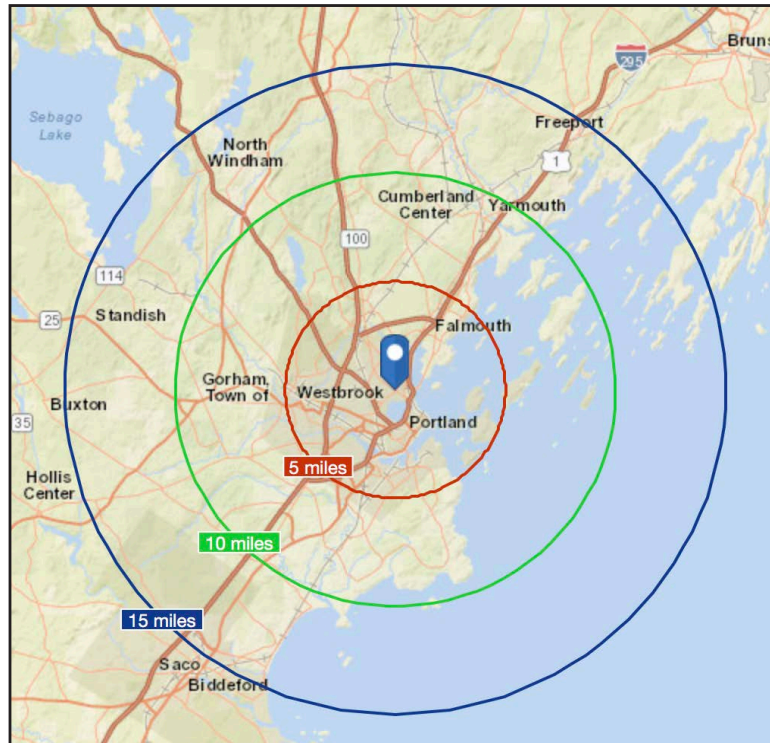 Bruns
295
Sebago
Lake
Freeport
North
Windham
1
Cumberland
Center
Yarmouth
100
114
Standish
25
Falmouth
Gorham,
Town of
Westbrook
Buxton
35
Portland
5 miles
Hollis
Center
10 miles
15 miles
Saco
Biddeford